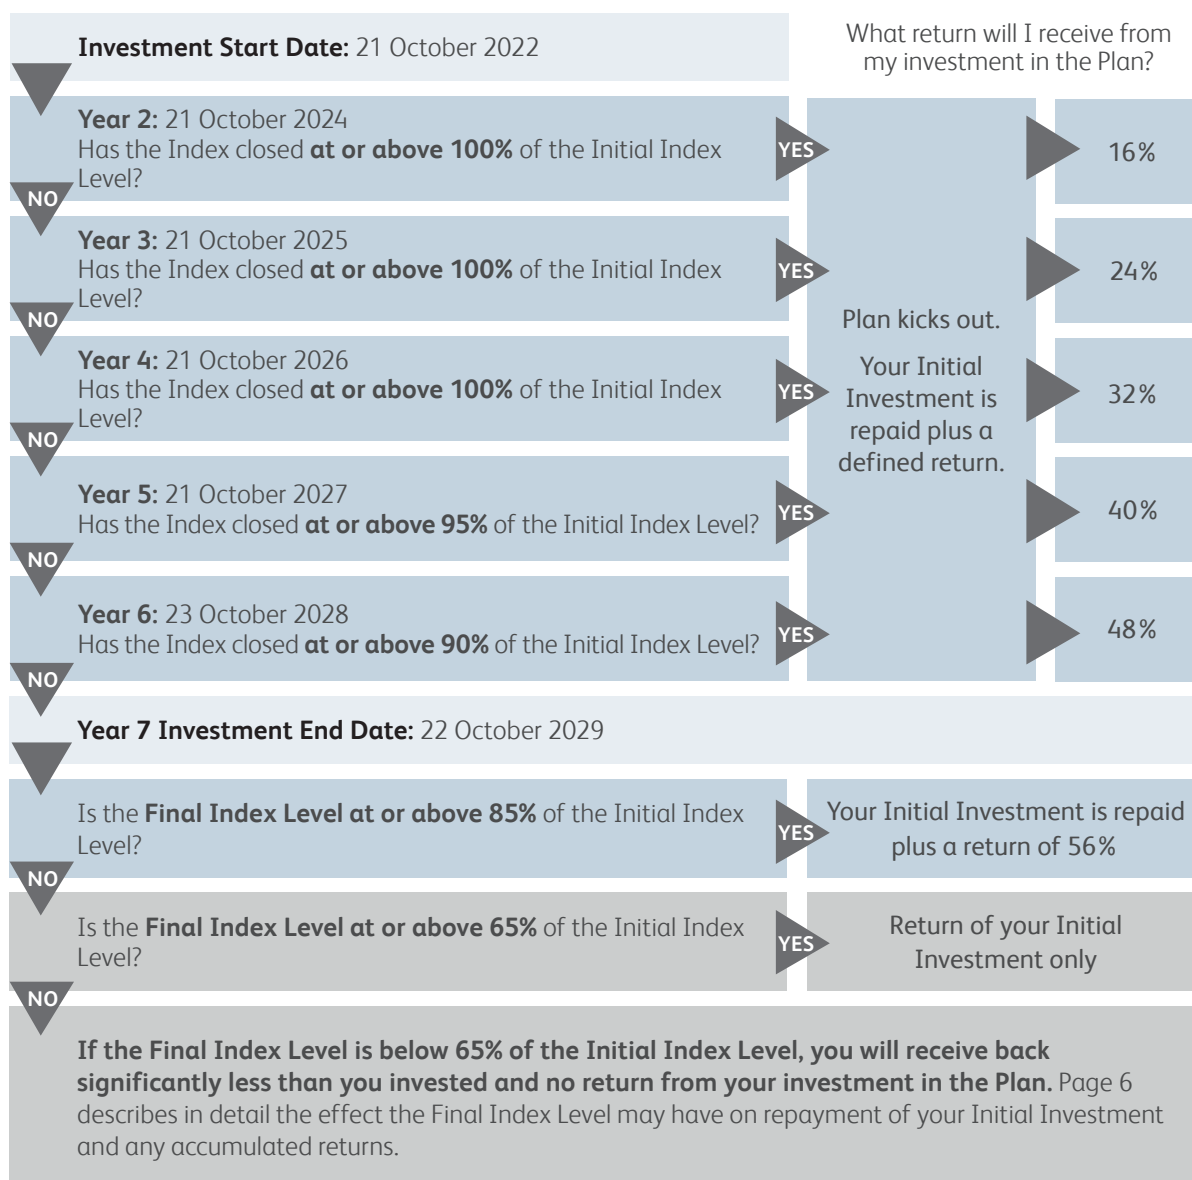 Investment Start Date: 21 October 2022
What return will I receive from
my investment in the Plan?
Year 2: 21 October 2024
Has the Index closed at or above 100% of the Initial Index
Level?
YES
16%
NO
Year 3: 21 October 2025
Has the Index closed at or above 100% of the Initial Index
Level?
YES
24%
NO
Plan kicks out.
Your Initial
Investment is
repaid plus a
defined return.
Year 4: 21 October 2026
Has the Index closed at or above 100% of the Initial Index
Level?
YES
32%
NO
Year 5: 21 October 2027
Has the Index closed at or above 95% of the Initial Index Level?
YES
40%
NO
Year 6: 23 October 2028
Has the Index closed at or above 90% of the Initial Index Level?
YES
48%
NO
Year 7 Investment End Date: 22 October 2029
Is the Final Index Level at or above 85% of the Initial Index
Level?
YES
Your Initial Investment is repaid
plus a return of 56%
NO
Is the Final Index Level at or above 65% of the Initial Index
Level?
YES
Return of your Initial
Investment only
NO
If the Final Index Level is below 65% of the Initial Index Level, you will receive back
significantly less than you invested and no return from your investment in the Plan. Page 6
describes in detail the effect the Final Index Level may have on repayment of your Initial Investment
and any accumulated returns.